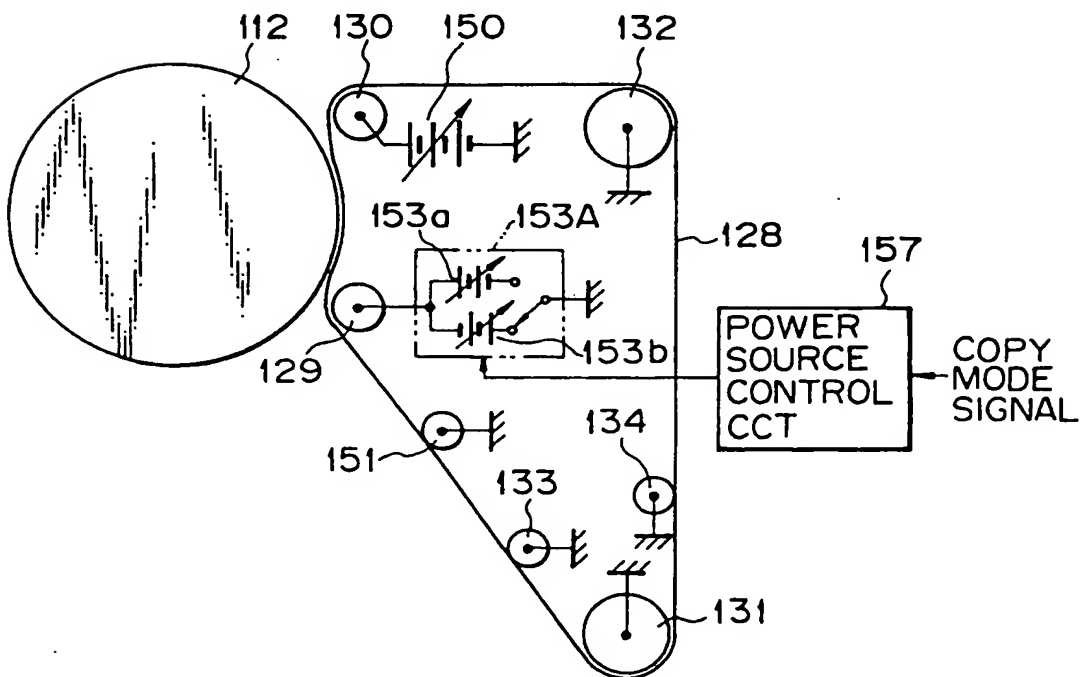 112
130
150
132
153a
153A
128
157
129
153b
POWER
SOURCE
CONTROL
CCT
COPY
MODE
SIGNAL
151
134
133
131